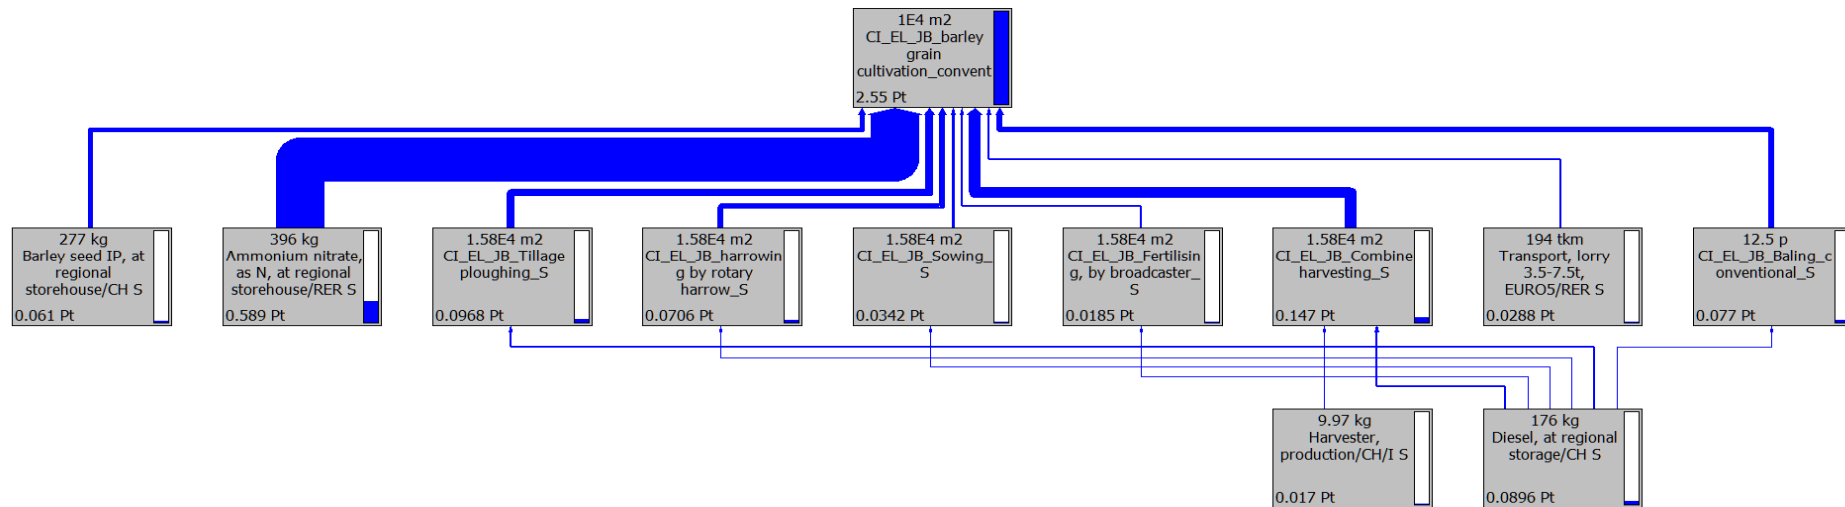 1E4 m2
CI_EL_JB_barley
grain
cultivation_convent
2.55 Pt
277 kg
Barley seed IP, at
regional
storehouse/CH S
0.061 Pt
396 kg
Ammonium nitrate,
as N, at regional
storehouse/RER S
0.589 Pt
1.58E4 m2
CI_EL_JB_Tillage
ploughing_S
0.0968 Pt
1.58E4 m2
CI_EL_JB_harrowin
g by rotary
harrow_S
0.0706 Pt
1.58E4 m2
CI_EL_JB_Sowing_
S
0.0342 Pt
1.58E4 m2
CI_EL_JB_Fertilisin
g, by broadcaster_
S
0.0185 Pt
1.58E4 m2
CI_EL_JB_Combine
harvesting_S
0.147 Pt
194 tkm
Transport, lorry
3.5-7.5t,
EURO5/RER S
0.0288 Pt
12.5 p
CI_EL_JB_Baling_c
onventional_S
0.077 Pt
9.97 kg
Harvester,
production/CH/I S
0.017 Pt
176 kg
Diesel, at regional
storage/CH S
0.0896 Pt